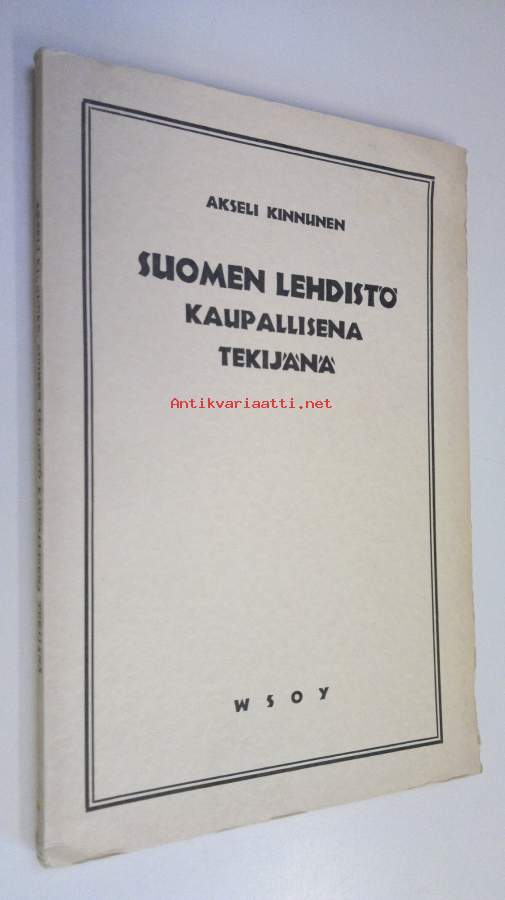 AKSELI KINNUNEN
SUOMEN LEHDISTÖ
KAUPALLISENA
TEKIJÄNÄ
Antikvariaatti.net
WSOY